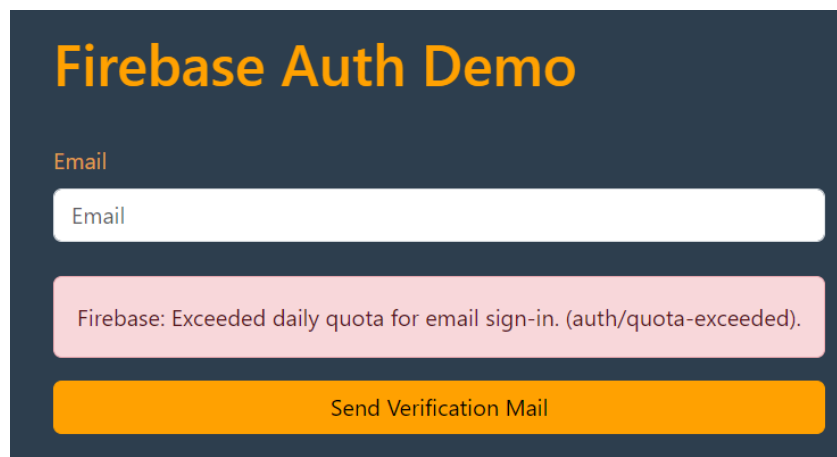 Firebase Auth Demo
Email
Email
Firebase: Exceeded daily quota for email sign-in. (auth/quota-exceeded).
Send Verification Mail